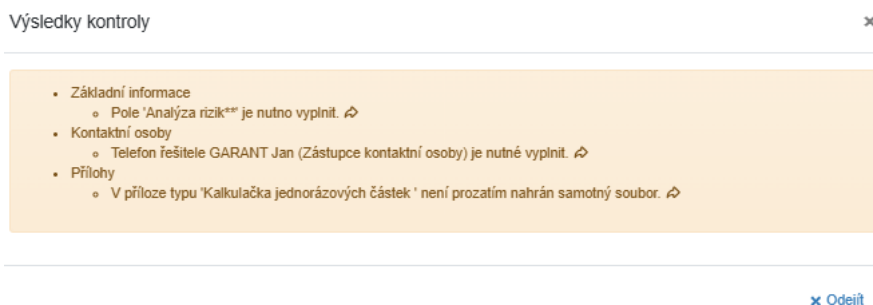 Výsledky kontroly
Základní informace
Pole 'Analýza rizik**' je nutno vyplnit.
Kontaktní osoby
Telefon řešitele GARANT Jan (Zástupce kontaktní osoby) je nutné vyplnit.
Přílohy
V příloze typu 'Kalkulačka jednorázových částek ' není prozatím nahrán samotný soubor.
Odejít